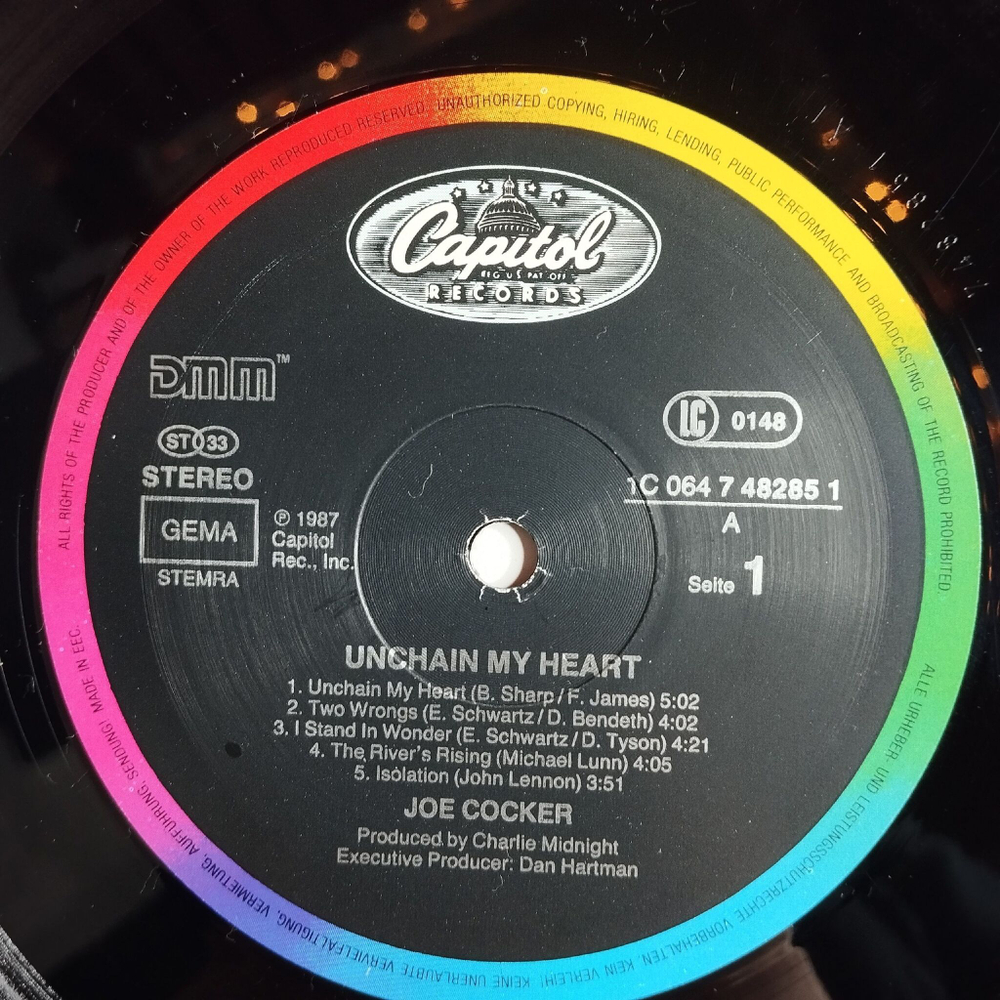 ALL RIGHTS OF THE PRODUCER AND OF THE OWNER OF THE WORK REPRODUCED RESERVED. UNAUTHORIZED COPYING, HIRING, LENDING, PUBLIC PERFORMANCE AND BROADCASTING OF THE RECORD PROHIBITED.
Capitol
REG. U.S. PAT. OFF.
RECORDS
DMM™
LC 0148
ST 33
STEREO
1C 064 7 48285 1
A
GEMA
STEMRA
℗ 1987
Capitol
Rec., Inc.
Seite 1
UNCHAIN MY HEART
1. Unchain My Heart (B. Sharp/F. James) 5:02
2. Two Wrongs (E. Schwartz/D. Bendeth) 4:02
3. I Stand In Wonder (E. Schwartz/D. Tyson) 4:21
4. The River's Rising (Michael Lunn) 4:05
5. Isolation (John Lennon) 3:51
JOE COCKER
Produced by Charlie Midnight
Executive Producer: Dan Hartman
ALLE URHEBER- UND LEISTUNGSSCHUTZRECHTE VORBEHALTEN. KEIN VERLEIH! KEINE UNERLAUBTE VERVIELFÄLTIGUNG, VERMIETUNG, AUFFÜHRUNG, SENDUNG! MADE IN EEC.